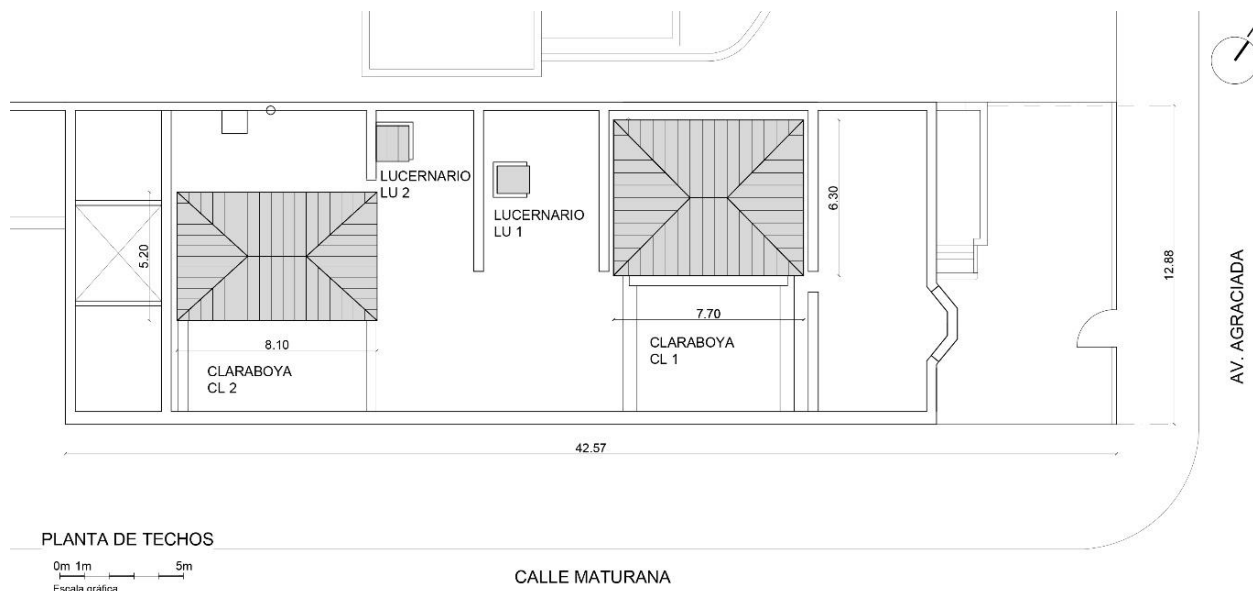 LUCERNARIO
LU 2
LUCERNARIO
LU 1
6.30
5.20
12.88
AV. AGRACIADA
7.70
8.10
CLARABOYA
CL 1
CLARABOYA
CL 2
42.57
PLANTA DE TECHOS
0m 1m 5m
Escala gráfica
CALLE MATURANA